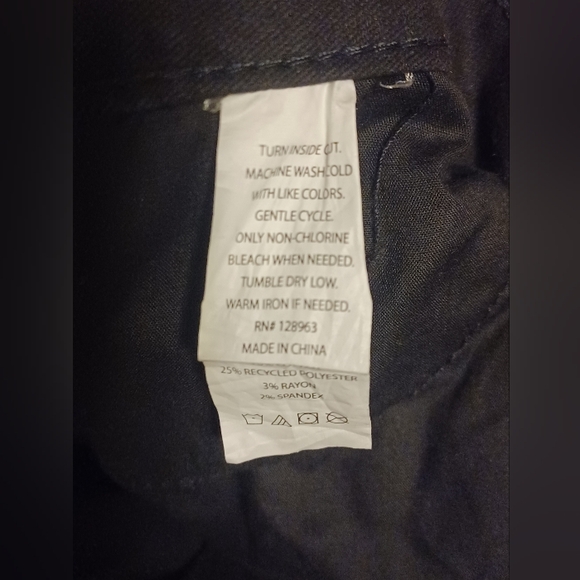 TURN INSIDE OUT.
MACHINE WASH COLD
WITH LIKE COLORS.
GENTLE CYCLE.
ONLY NON-CHLORINE
BLEACH WHEN NEEDED.
TUMBLE DRY LOW.
WARM IRON IF NEEDED.
RN# 128963
MADE IN CHINA
25% RECYCLED POLYESTER
3% RAYON
2% SPANDEX